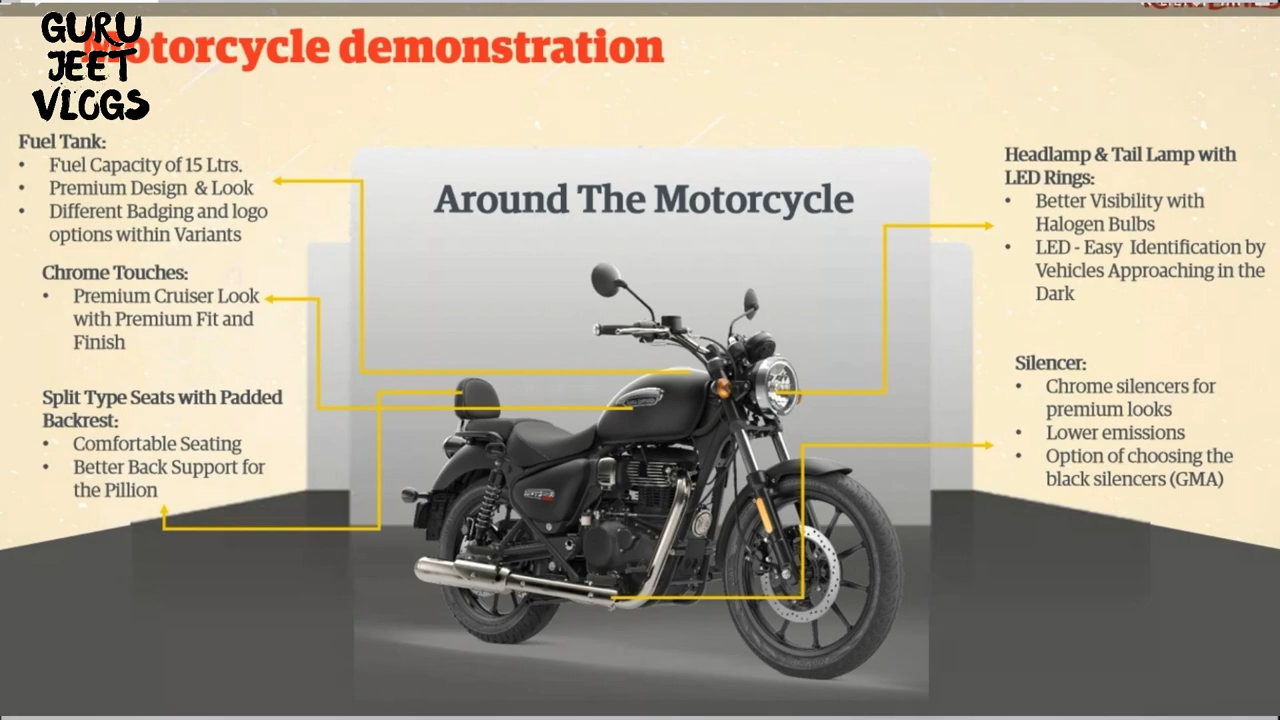 GURU
JEET
VLOGS
Motorcycle demonstration
Fuel Tank:
• Fuel Capacity of 15 Ltrs.
• Premium Design & Look
• Different Badging and logo
options within Variants
Chrome Touches:
• Premium Cruiser Look
with Premium Fit and
Finish
Split Type Seats with Padded
Backrest:
• Comfortable Seating
• Better Back Support for
the Pillion
Around The Motorcycle
Headlamp & Tail Lamp with
LED Rings:
• Better Visibility with
Halogen Bulbs
• LED - Easy Identification by
Vehicles Approaching in the
Dark
Silencer:
• Chrome silencers for
premium looks
• Lower emissions
• Option of choosing the
black silencers (GMA)